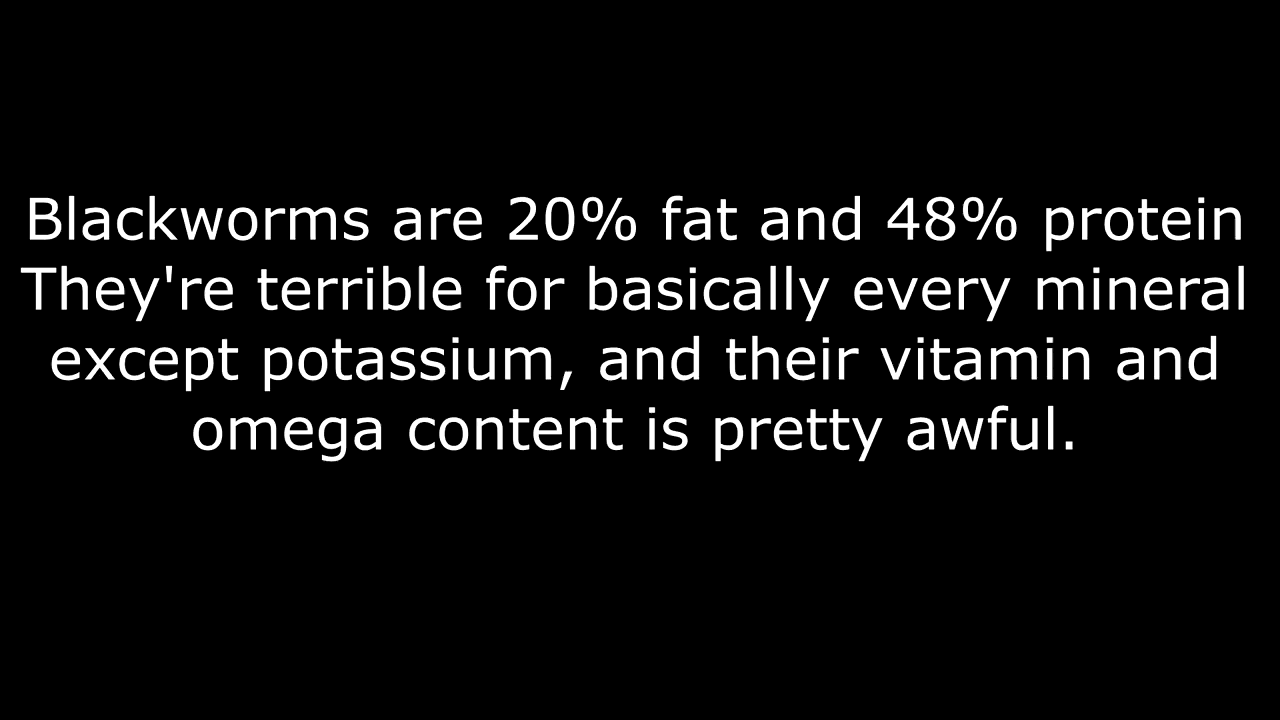 Blackworms are 20% fat and 48% protein
They're terrible for basically every mineral
except potassium, and their vitamin and
omega content is pretty awful.